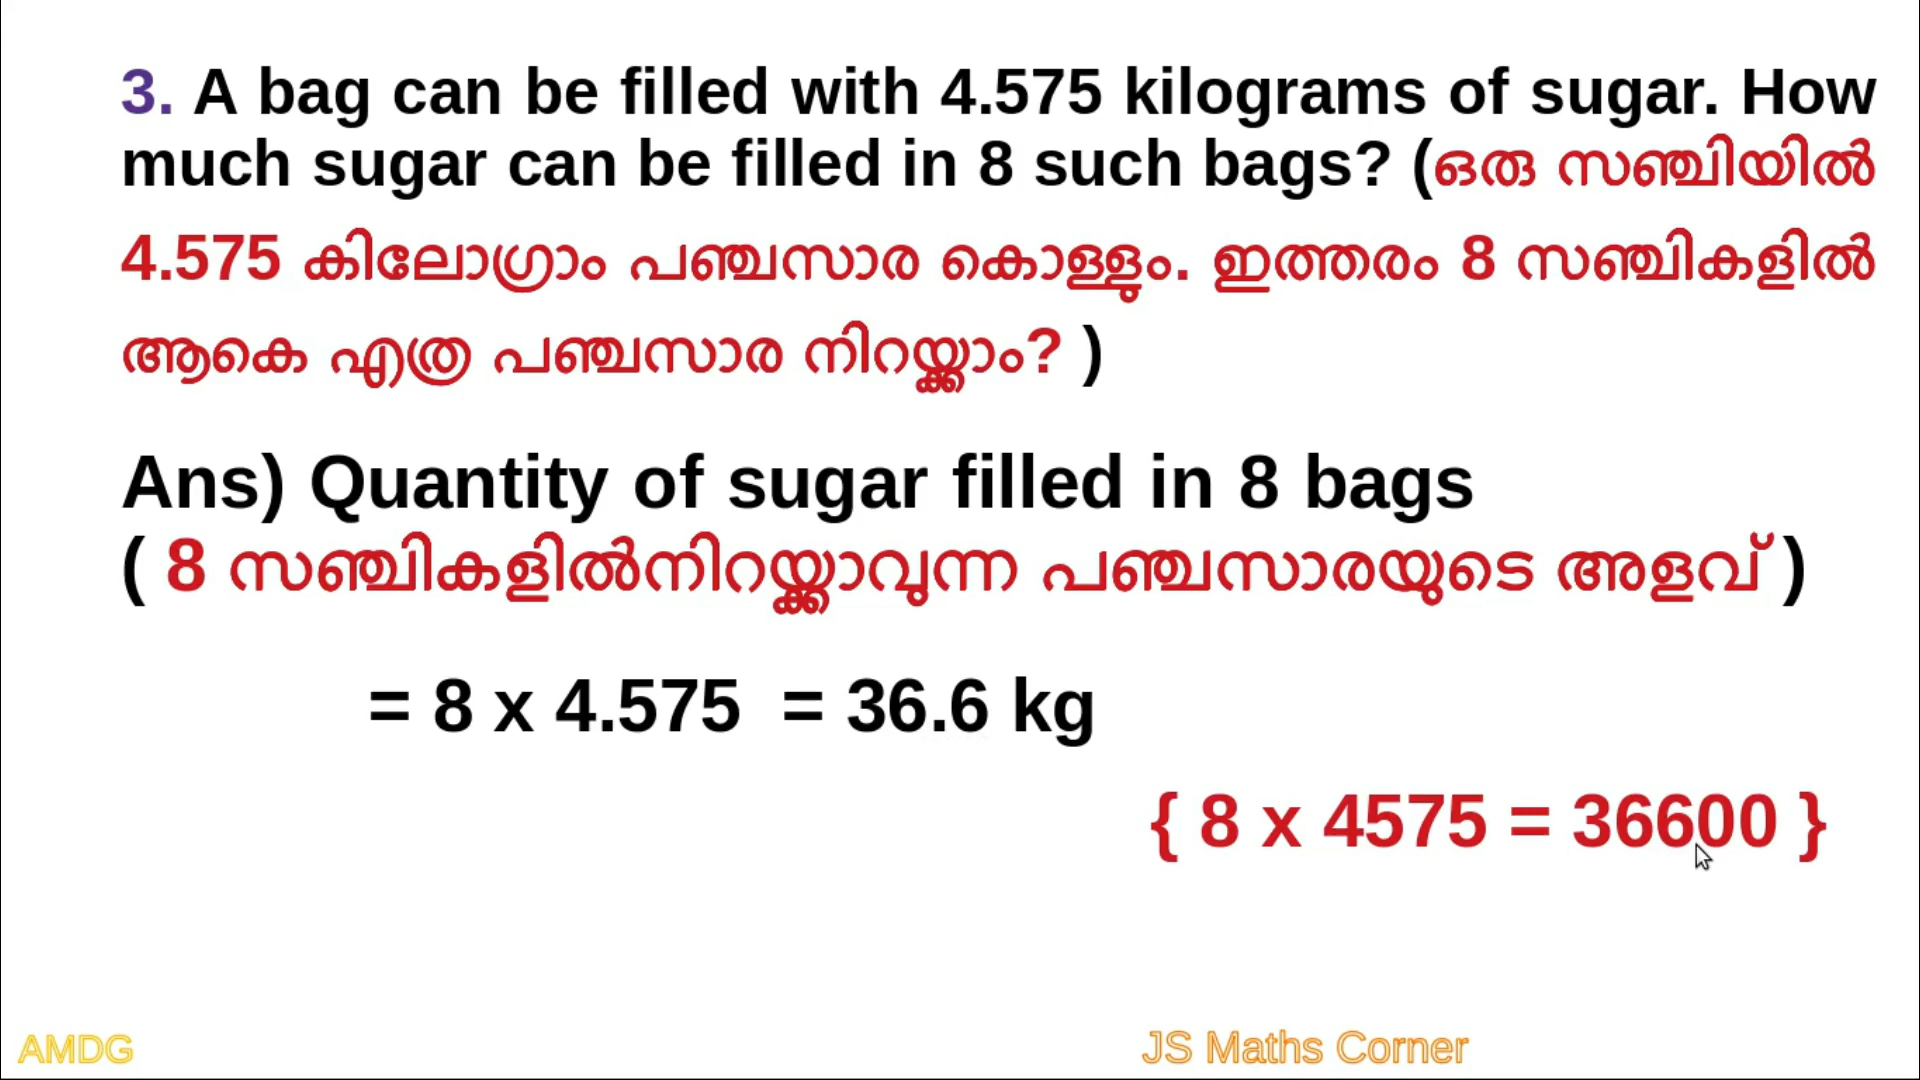 3. A bag can be filled with 4.575 kilograms of sugar. How
much sugar can be filled in 8 such bags? (ഒരു സഞ്ചിയിൽ
4.575 കിലോഗ്രാം പഞ്ചസാര കൊള്ളും. ഇത്തരം 8 സഞ്ചികളിൽ
ആകെ എത്ര പഞ്ചസാര നിറയ്ക്കാം? )
Ans) Quantity of sugar filled in 8 bags
( 8 സഞ്ചികളിൽനിറയ്ക്കാവുന്ന പഞ്ചസാരയുടെ അളവ് )
= 8 x 4.575 = 36.6 kg
{ 8 x 4575 = 36600 }
AMDG
JS Maths Corner